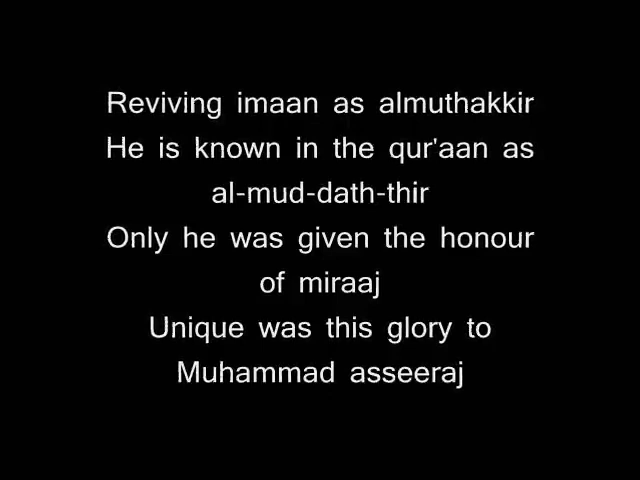 Reviving imaan as almuthakkir
He is known in the qur'aan as
al-mud-dath-thir
Only he was given the honour
of miraaj
Unique was this glory to
Muhammad asseeraj